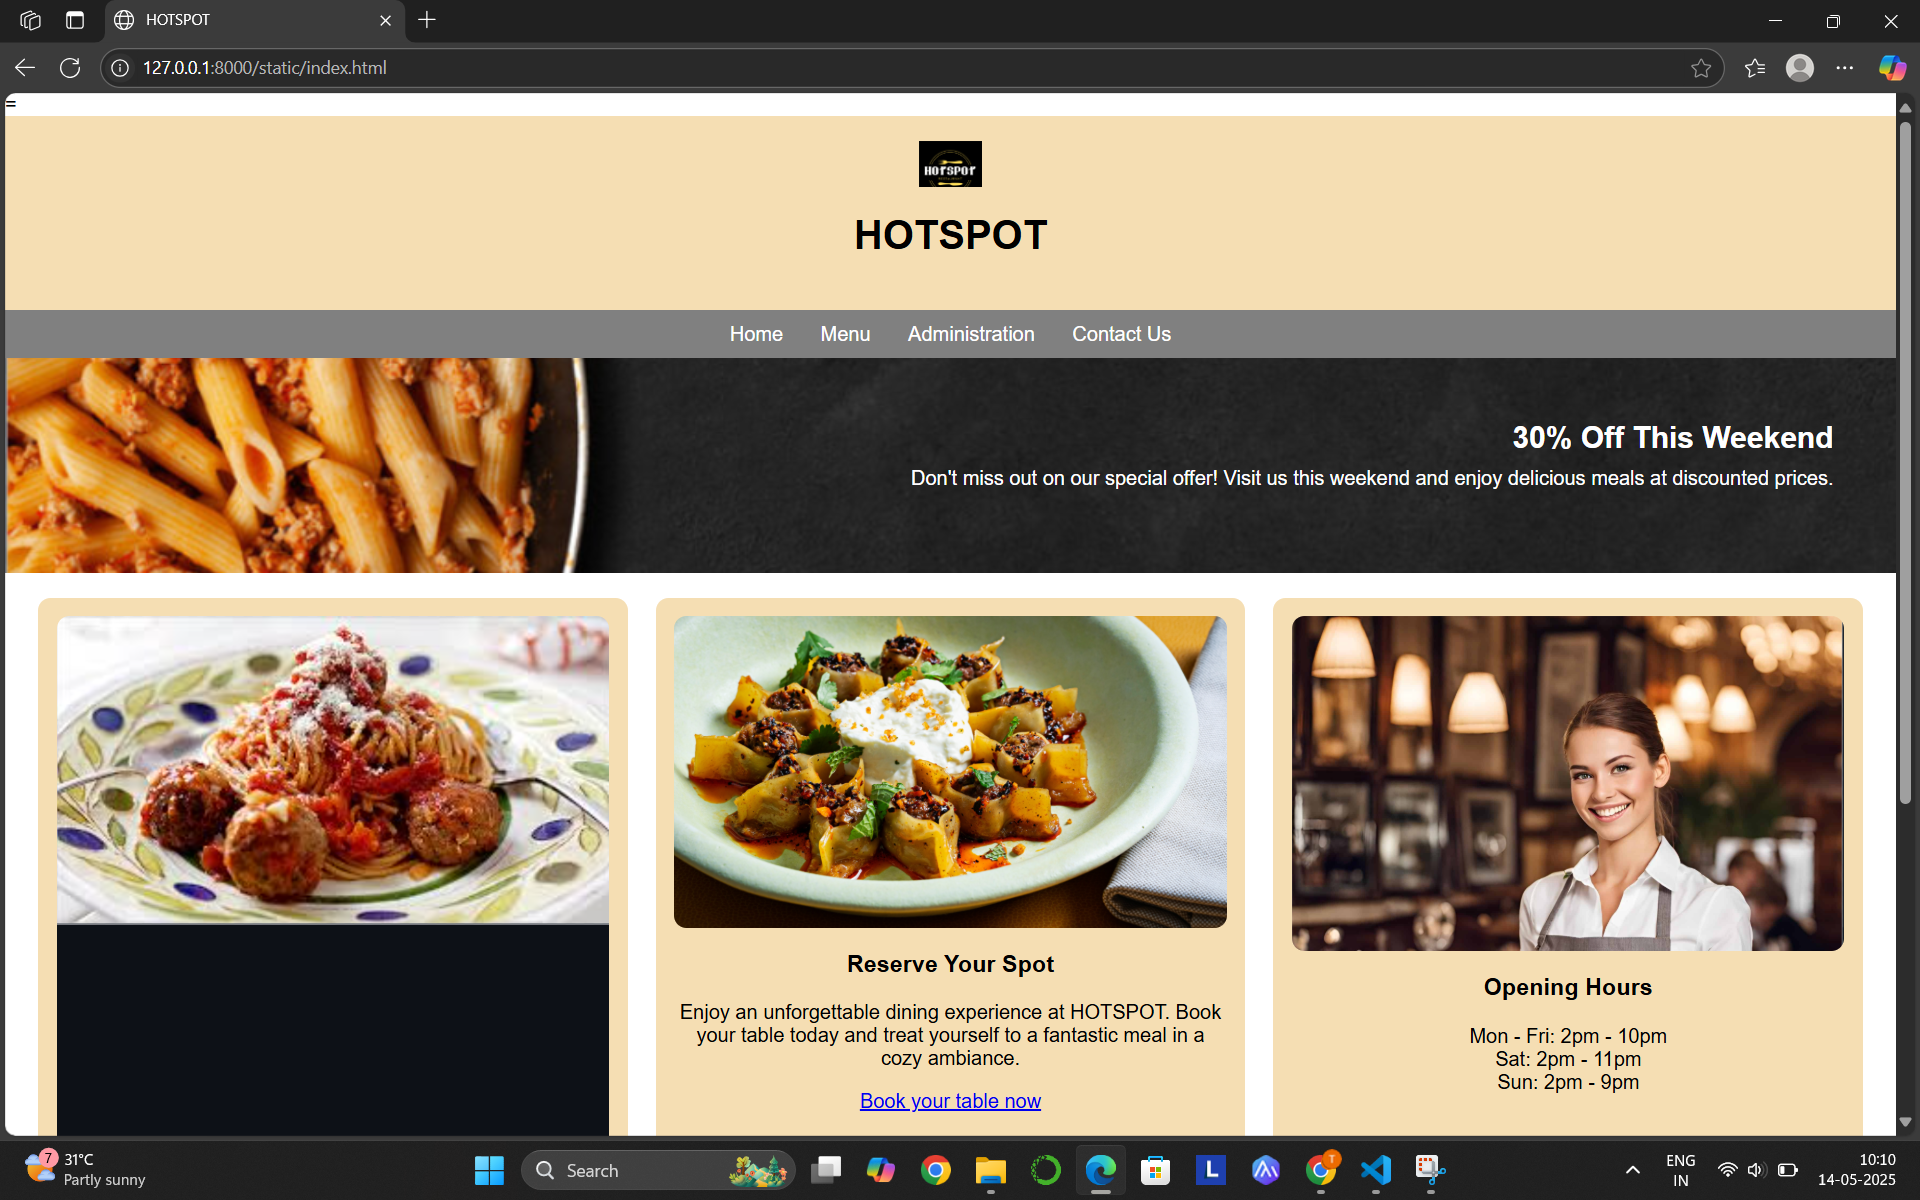 HOTSPOT
127.0.0.1:8000/static/index.html
=
HOTSPOT
HOTSPOT
Home Menu Administration Contact Us
30% Off This Weekend
Don't miss out on our special offer! Visit us this weekend and enjoy delicious meals at discounted prices.
Reserve Your Spot
Enjoy an unforgettable dining experience at HOTSPOT. Book
your table today and treat yourself to a fantastic meal in a
cozy ambiance.
Book your table now
Opening Hours
Mon - Fri: 2pm - 10pm
Sat: 2pm - 11pm
Sun: 2pm - 9pm
7
31°C
Partly sunny
Search
L
T
ENG
IN
10:10
14-05-2025